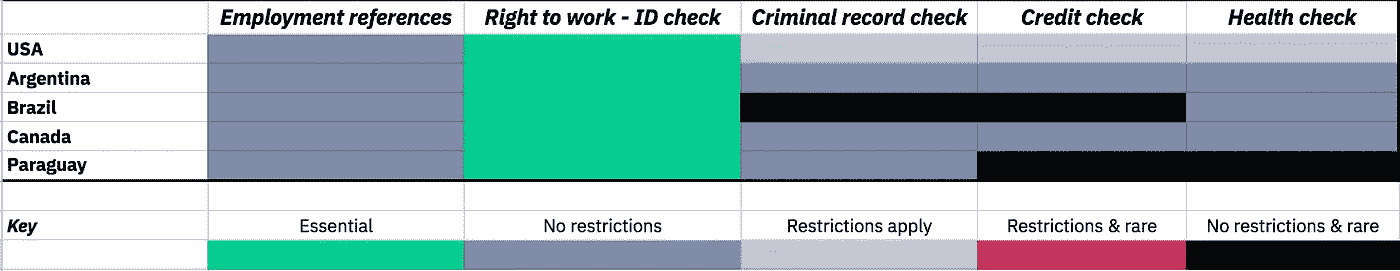 Employment references Right to work - ID check Criminal record check Credit check Health check
USA
Argentina
Brazil
Canada
Paraguay
Key Essential No restrictions Restrictions apply Restrictions & rare No restrictions & rare